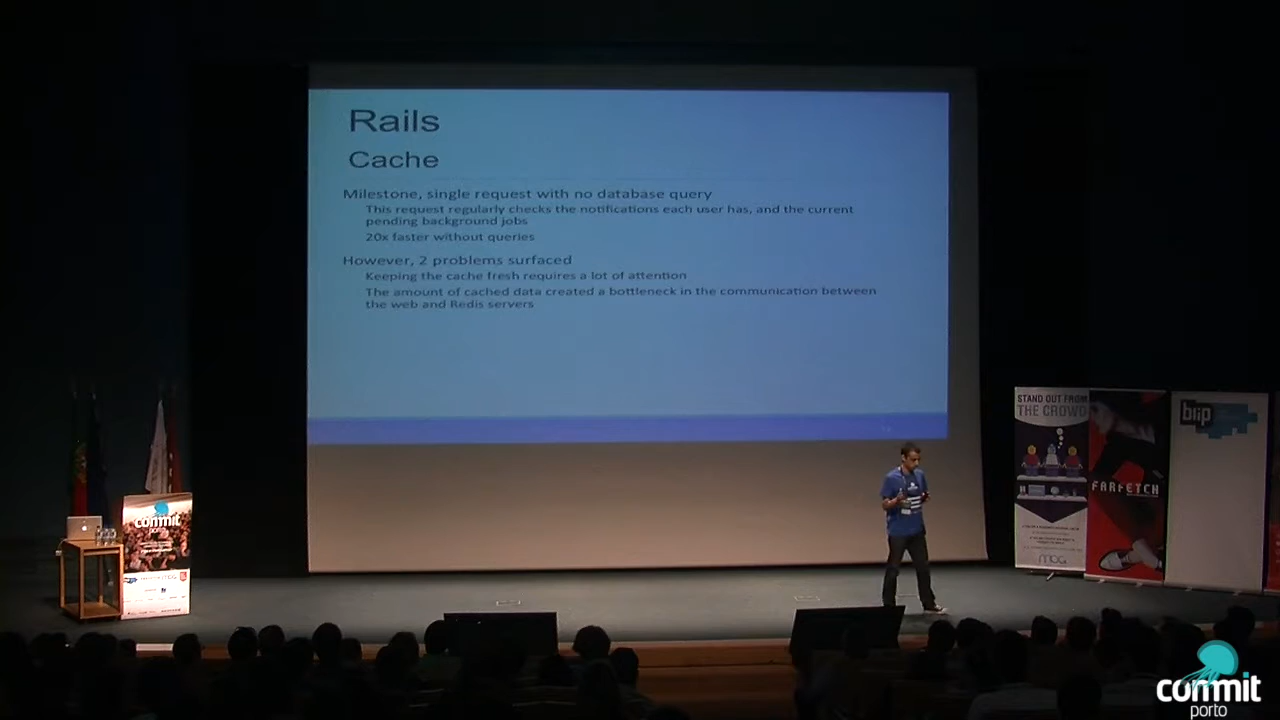 Rails
Cache
Milestone, single request with no database query
This request regularly checks the notifications each user has, and the current
pending background jobs
20x faster without queries
However, 2 problems surfaced
Keeping the cache fresh requires a lot of attention
The amount of cached data created a bottleneck in the communication between
the web and Redis servers
STAND OUT FROM
THE CROWD
FARFETCH
blip
commit
porto
commit
porto